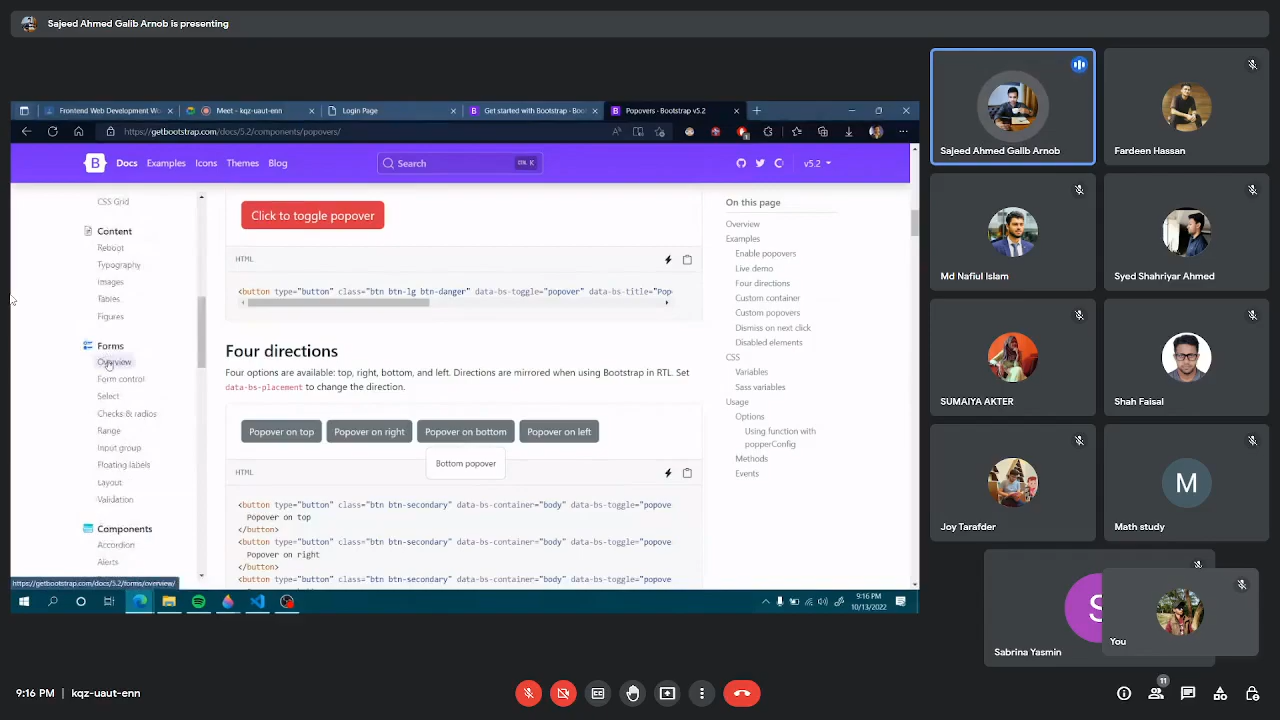 Sajeed Ahmed Galib Arnob is presenting
Frontend Web Development Wo
Meet - kqz-uaut-enn
Login Page
Get started with Bootstrap · Boo
Popovers · Bootstrap v5.2
https://getbootstrap.com/docs/5.2/components/popovers/
B Docs Examples Icons Themes Blog
Search
CTRL K
v5.2
CSS Grid
Content
Reboot
Typography
Images
Tables
Figures
Forms
Overview
Form control
Select
Checks & radios
Range
Input group
Floating labels
Layout
Validation
Components
Accordion
Alerts
https://getbootstrap.com/docs/5.2/forms/overview/
Click to toggle popover
HTML
<button type="button" class="btn btn-lg btn-danger" data-bs-toggle="popover" data-bs-title="Pop
Four directions
Four options are available: top, right, bottom, and left. Directions are mirrored when using Bootstrap in RTL. Set
data-bs-placement to change the direction.
Popover on top
Popover on right
Popover on bottom
Popover on left
Bottom popover
HTML
<button type="button" class="btn btn-secondary" data-bs-container="body" data-bs-toggle="popove
Popover on top
</button>
<button type="button" class="btn btn-secondary" data-bs-container="body" data-bs-toggle="popove
Popover on right
</button>
<button type="button" class="btn btn-secondary" data-bs-container="body" data-bs-toggle="popove
On this page
Overview
Examples
Enable popovers
Live demo
Four directions
Custom container
Custom popovers
Dismiss on next click
Disabled elements
CSS
Variables
Sass variables
Usage
Options
Using function with
popperConfig
Methods
Events
9:16 PM
10/13/2022
Sajeed Ahmed Galib Arnob
Fardeen Hassan
Md Nafiul Islam
Syed Shahriyar Ahmed
SUMAIYA AKTER
Shah Faisal
Joy Tarafder
M
Math study
S
Sabrina Yasmin
You
9:16 PM | kqz-uaut-enn
11